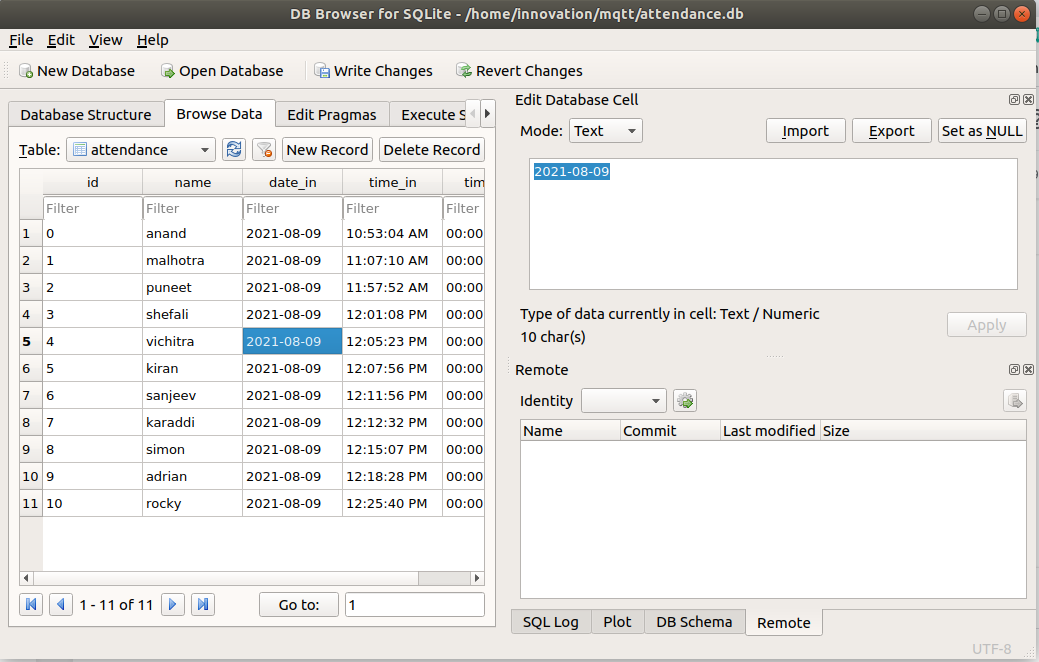 DB Browser for SQLite - /home/innovation/mqtt/attendance.db
File Edit View Help
New Database Open Database Write Changes Revert Changes
Database Structure Browse Data Edit Pragmas Execute S
Table: attendance New Record Delete Record
id name date_in time_in tim
Filter Filter Filter Filter Filter
1 0 anand 2021-08-09 10:53:04 AM 00:00
2 1 malhotra 2021-08-09 11:07:10 AM 00:00
3 2 puneet 2021-08-09 11:57:52 AM 00:00
4 3 shefali 2021-08-09 12:01:08 PM 00:00
5 4 vichitra 2021-08-09 12:05:23 PM 00:00
6 5 kiran 2021-08-09 12:07:56 PM 00:00
7 6 sanjeev 2021-08-09 12:11:56 PM 00:00
8 7 karaddi 2021-08-09 12:12:32 PM 00:00
9 8 simon 2021-08-09 12:15:07 PM 00:00
10 9 adrian 2021-08-09 12:18:28 PM 00:00
11 10 rocky 2021-08-09 12:25:40 PM 00:00
1 - 11 of 11 Go to: 1
Edit Database Cell
Mode: Text Import Export Set as NULL
2021-08-09
Type of data currently in cell: Text / Numeric
10 char(s)
Apply
Remote
Identity
Name Commit Last modified Size
SQL Log Plot DB Schema Remote
UTF-8